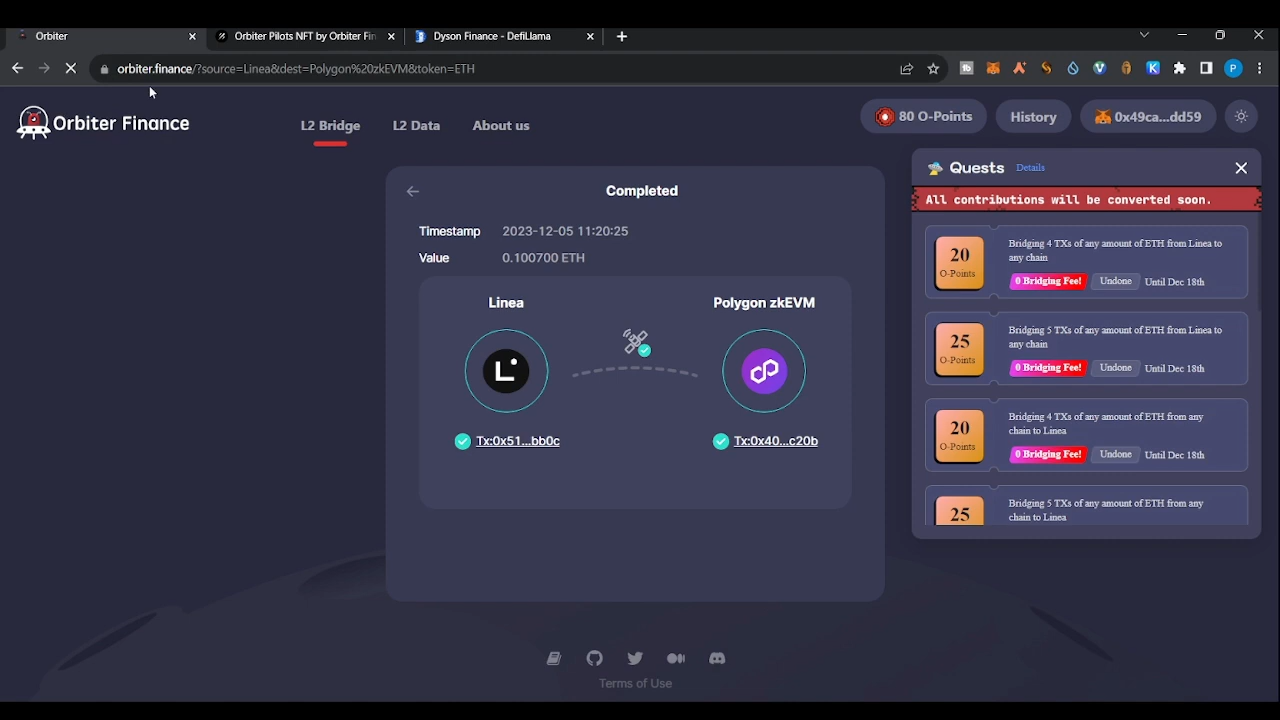 Orbiter
Orbiter Pilots NFT by Orbiter Fin
Dyson Finance - DefiLlama
orbiter.finance/?source=Linea&dest=Polygon%20zkEVM&token=ETH
P
Orbiter Finance
L2 Bridge
L2 Data
About us
80 O-Points
History
0x49ca...dd59
Completed
Timestamp 2023-12-05 11:20:25
Value 0.100700 ETH
Linea
Polygon zkEVM
Tx:0x51...bb0c
Tx:0x40...c20b
Quests Details
All contributions will be converted soon.
20
O-Points
Bridging 4 TXs of any amount of ETH from Linea to
any chain
0 Bridging Fee! Undone Until Dec 18th
25
O-Points
Bridging 5 TXs of any amount of ETH from Linea to
any chain
0 Bridging Fee! Undone Until Dec 18th
20
O-Points
Bridging 4 TXs of any amount of ETH from any
chain to Linea
0 Bridging Fee! Undone Until Dec 18th
25
Bridging 5 TXs of any amount of ETH from any
chain to Linea
Terms of Use